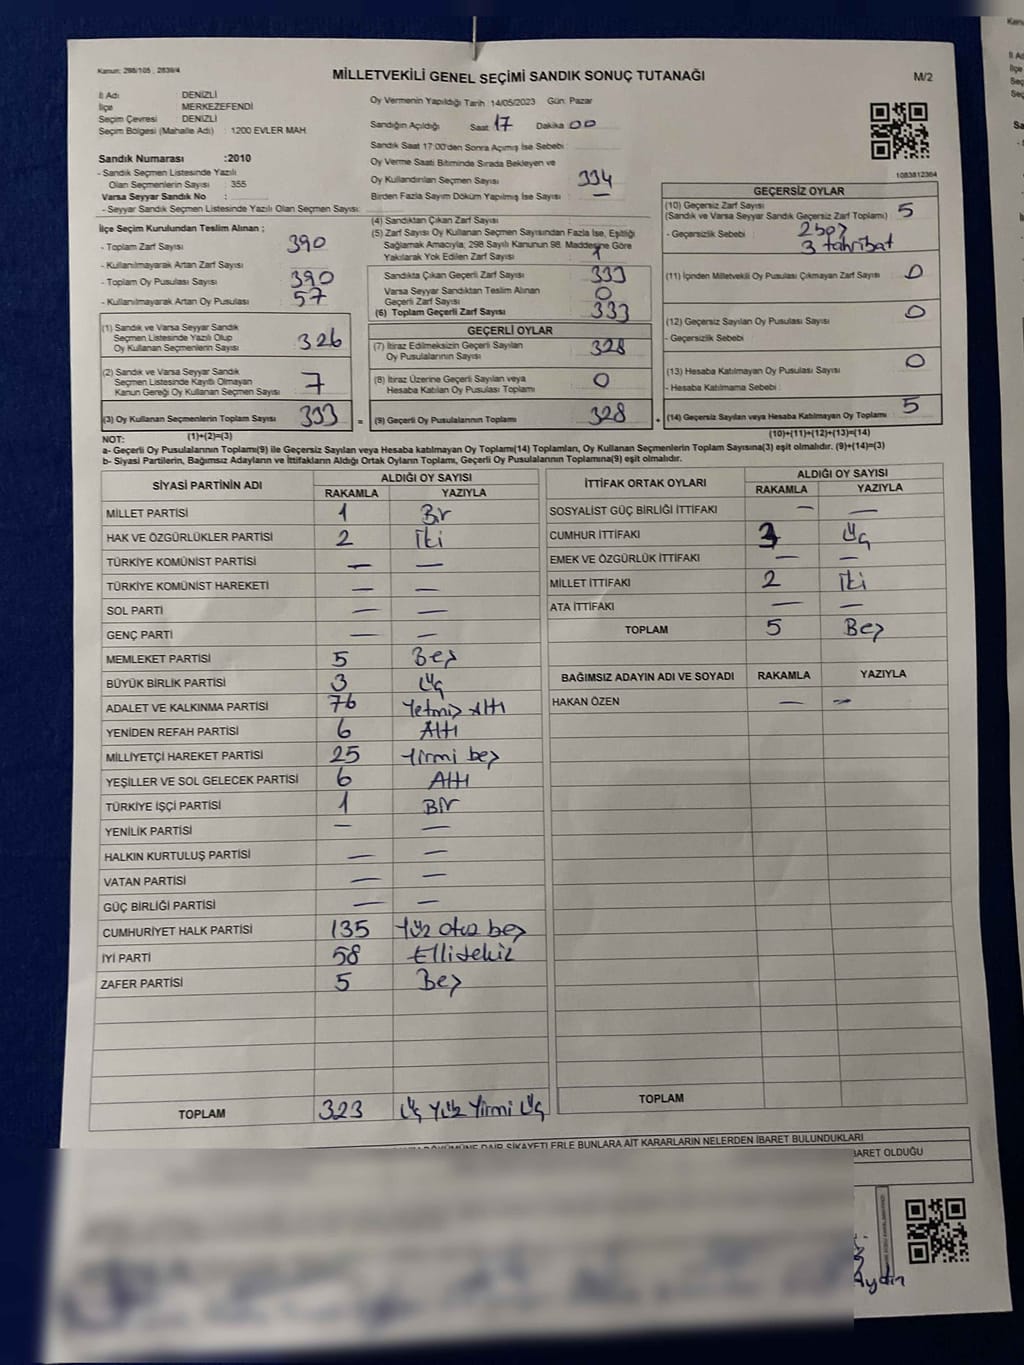 Kanun: 298/105 , 2839/4
MİLLETVEKİLİ GENEL SEÇİMİ SANDIK SONUÇ TUTANAĞI
M/2
İl Adı : DENİZLİ
İlçe : MERKEZEFENDİ
Seçim Çevresi : DENİZLİ
Seçim Bölgesi (Mahalle Adı) : 1200 EVLER MAH
Oy Vermenin Yapıldığı Tarih :14/05/2023 Gün: Pazar
Sandığın Açıldığı Saat : 17 Dakika : 00
Sandık Saat 17:00'den Sonra Açımış İse Sebebi :
Oy Verme Saati Bitiminde Sırada Bekleyen ve
Oy Kullandırılan Seçmen Sayısı : 334
Birden Fazla Sayım Döküm Yapılmış İse Sayısı : —
1083812364
Sandık Numarası :2010
- Sandık Seçmen Listesinde Yazılı
Olan Seçmenlerin Sayısı : 355
Varsa Seyyar Sandık No :
- Seyyar Sandık Seçmen Listesinde Yazılı Olan Seçmen Sayısı:
İlçe Seçim Kurulundan Teslim Alınan ;
- Toplam Zarf Sayısı : 390
- Kullanılmayarak Artan Zarf Sayısı :
- Toplam Oy Pusulası Sayısı : 390
- Kullanılmayarak Artan Oy Pusulası : 57
(4) Sandıktan Çıkan Zarf Sayısı :
(5) Zarf Sayısı Oy Kullanan Seçmen Sayısından Fazla İse, Eşitliği
Sağlamak Amacıyla, 298 Sayılı Kanunun 98. Maddesine Göre
Yakılarak Yok Edilen Zarf Sayısı : 1
Sandıkta Çıkan Geçerli Zarf Sayısı : 333
Varsa Seyyar Sandıktan Teslim Alınan
Geçerli Zarf Sayısı : 0
(6) Toplam Geçerli Zarf Sayısı : 333
GEÇERSİZ OYLAR
(10) Geçersiz Zarf Sayısı : 5
(Sandık ve Varsa Seyyar Sandık Geçersiz Zarf Toplamı)
- Geçersizlik Sebebi : 2 boş
3 tahribat
(11) İçinden Milletvekili Oy Pusulası Çıkmayan Zarf Sayısı : 0
(12) Geçersiz Sayılan Oy Pusulası Sayısı : 0
- Geçersizlik Sebebi :
(13) Hesaba Katılmayan Oy Pusulası Sayısı : 0
- Hesaba Katılmama Sebebi :
(14) Geçersiz Sayılan veya Hesaba Katılmayan Oy Toplamı : 5
(1) Sandık ve Varsa Seyyar Sandık
Seçmen Listesinde Yazılı Olup
Oy Kullanan Seçmenlerin Sayısı : 326
(2) Sandık ve Varsa Seyyar Sandık
Seçmen Listesinde Kayıtlı Olmayan
Kanun Gereği Oy Kullanan Seçmen Sayısı : 7
(3) Oy Kullanan Seçmenlerin Toplam Sayısı : 333 =
GEÇERLİ OYLAR
(7) İtiraz Edilmeksizin Geçerli Sayılan
Oy Pusulalarının Sayısı : 328
(8) İtiraz Üzerine Geçerli Sayılan veya
Hesaba Katılan Oy Pusulası Toplamı : 0
(9) Geçerli Oy Pusulalarının Toplamı : 328 +
NOT: (1)+(2)=(3) (10)+(11)+(12)+(13)=(14)
a- Geçerli Oy Pusulalarının Toplamı(9) ile Geçersiz Sayılan veya Hesaba katılmayan Oy Toplamı(14) Toplamları, Oy Kullanan Seçmenlerin Toplam Sayısına(3) eşit olmalıdır. (9)+(14)=(3)
b- Siyasi Partilerin, Bağımsız Adayların ve İttifakların Aldığı Ortak Oyların Toplamı, Geçerli Oy Pusulalarının Toplamına(9) eşit olmalıdır.
SİYASİ PARTİNİN ADI ALDIĞI OY SAYISI
RAKAMLA YAZIYLA
MİLLET PARTİSİ 1 Bir
HAK VE ÖZGÜRLÜKLER PARTİSİ 2 İki
TÜRKİYE KOMÜNİST PARTİSİ — —
TÜRKİYE KOMÜNİST HAREKETİ — —
SOL PARTİ — —
GENÇ PARTİ — —
MEMLEKET PARTİSİ 5 Beş
BÜYÜK BİRLİK PARTİSİ 3 Üç
ADALET VE KALKINMA PARTİSİ 76 Yetmiş Altı
YENİDEN REFAH PARTİSİ 6 Altı
MİLLİYETÇİ HAREKET PARTİSİ 25 Yirmi beş
YEŞİLLER VE SOL GELECEK PARTİSİ 6 Altı
TÜRKİYE İŞÇİ PARTİSİ 1 Bir
YENİLİK PARTİSİ — —
HALKIN KURTULUŞ PARTİSİ — —
VATAN PARTİSİ — —
GÜÇ BİRLİĞİ PARTİSİ — —
CUMHURİYET HALK PARTİSİ 135 Yüz otuz beş
İYİ PARTİ 58 Ellisekiz
ZAFER PARTİSİ 5 Beş
TOPLAM 323 Üç Yüz Yirmi Üç
İTTİFAK ORTAK OYLARI ALDIĞI OY SAYISI
RAKAMLA YAZIYLA
SOSYALİST GÜÇ BİRLİĞİ İTTİFAKI — —
CUMHUR İTTİFAKI 3 Üç
EMEK VE ÖZGÜRLÜK İTTİFAKI — —
MİLLET İTTİFAKI 2 İki
ATA İTTİFAKI — —
TOPLAM 5 Beş
BAĞIMSIZ ADAYIN ADI VE SOYADI RAKAMLA YAZIYLA
HAKAN ÖZEN — —
TOPLAM
DÖKÜMÜNE DAİR ŞİKAYETLERLE BUNLARA AİT KARARLARIN NELERDEN İBARET BULUNDUKLARI
BARET OLDUĞU
Aydın